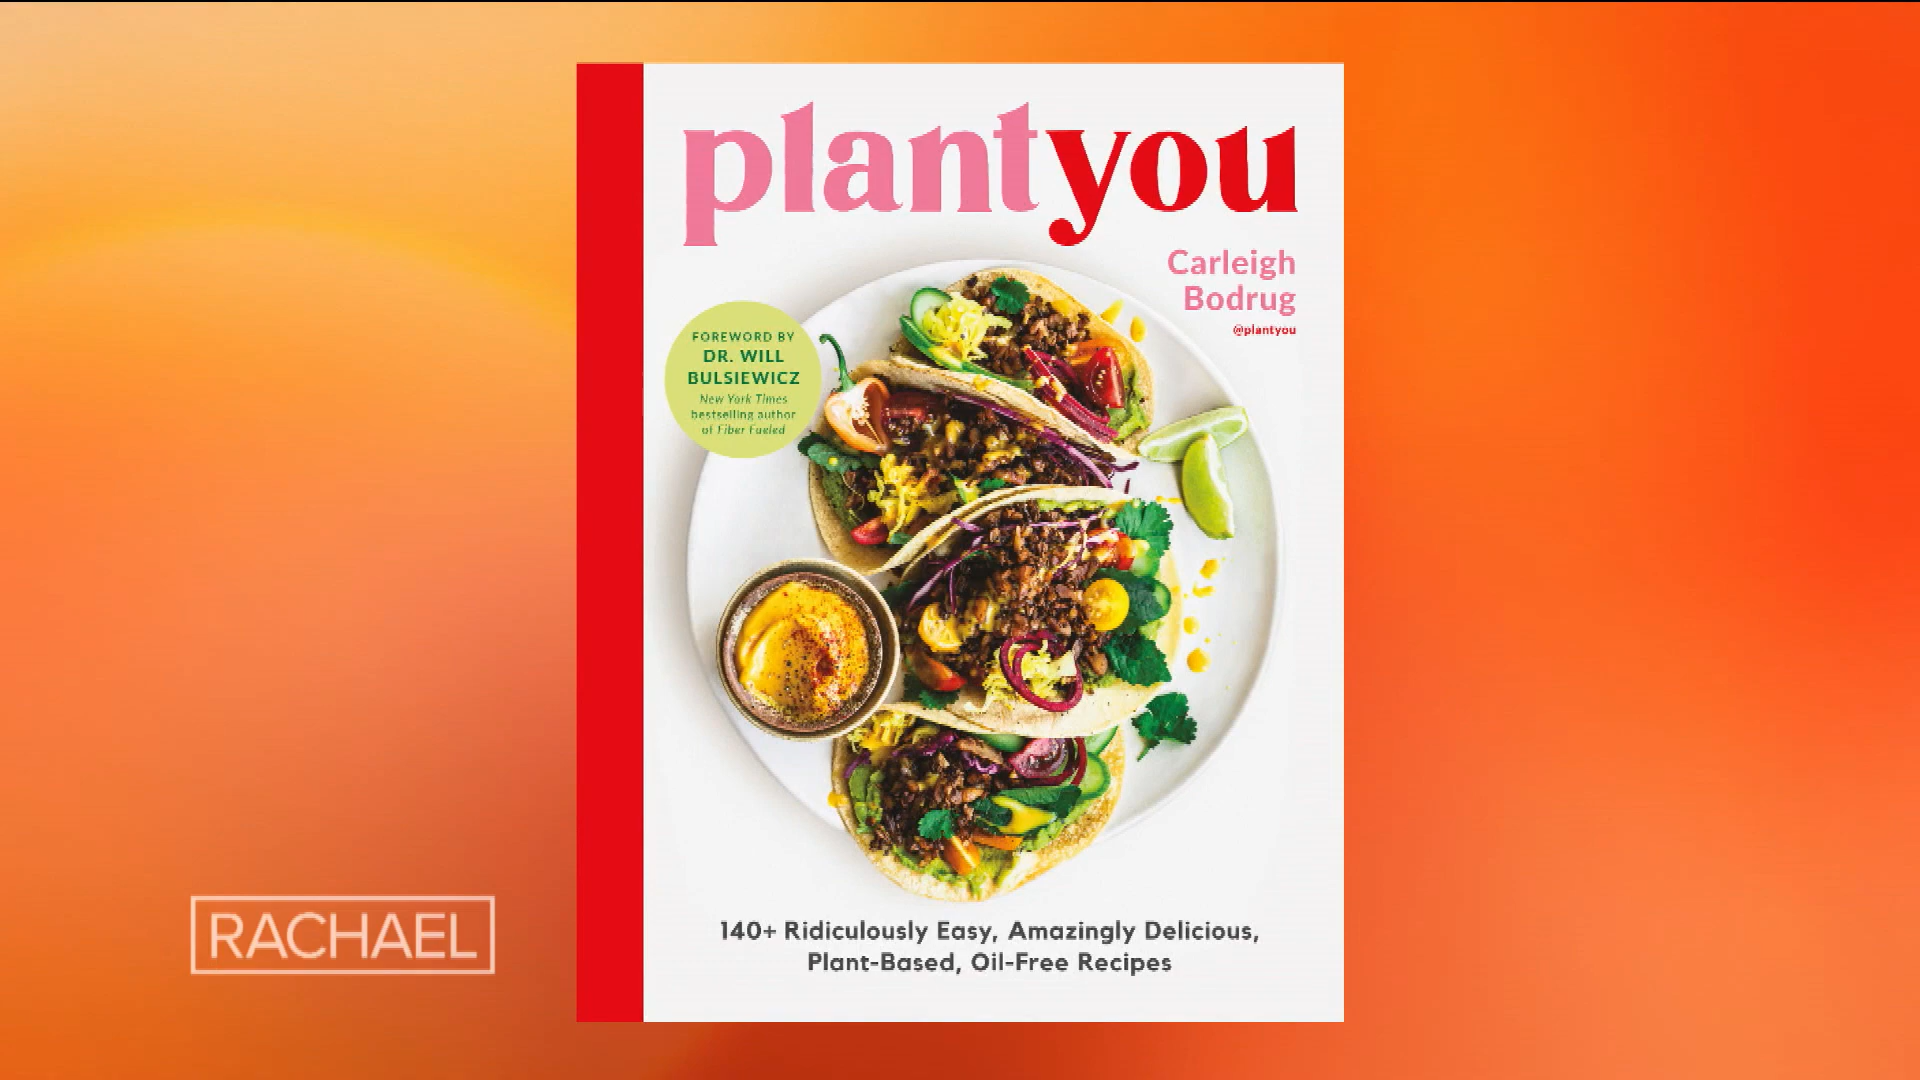 plantyou
Carleigh
Bodrug
@plantyou
FOREWORD BY
DR. WILL
BULSIEWICZ
New York Times
bestselling author
of Fiber Fueled
140+ Ridiculously Easy, Amazingly Delicious,
Plant-Based, Oil-Free Recipes
RACHAEL